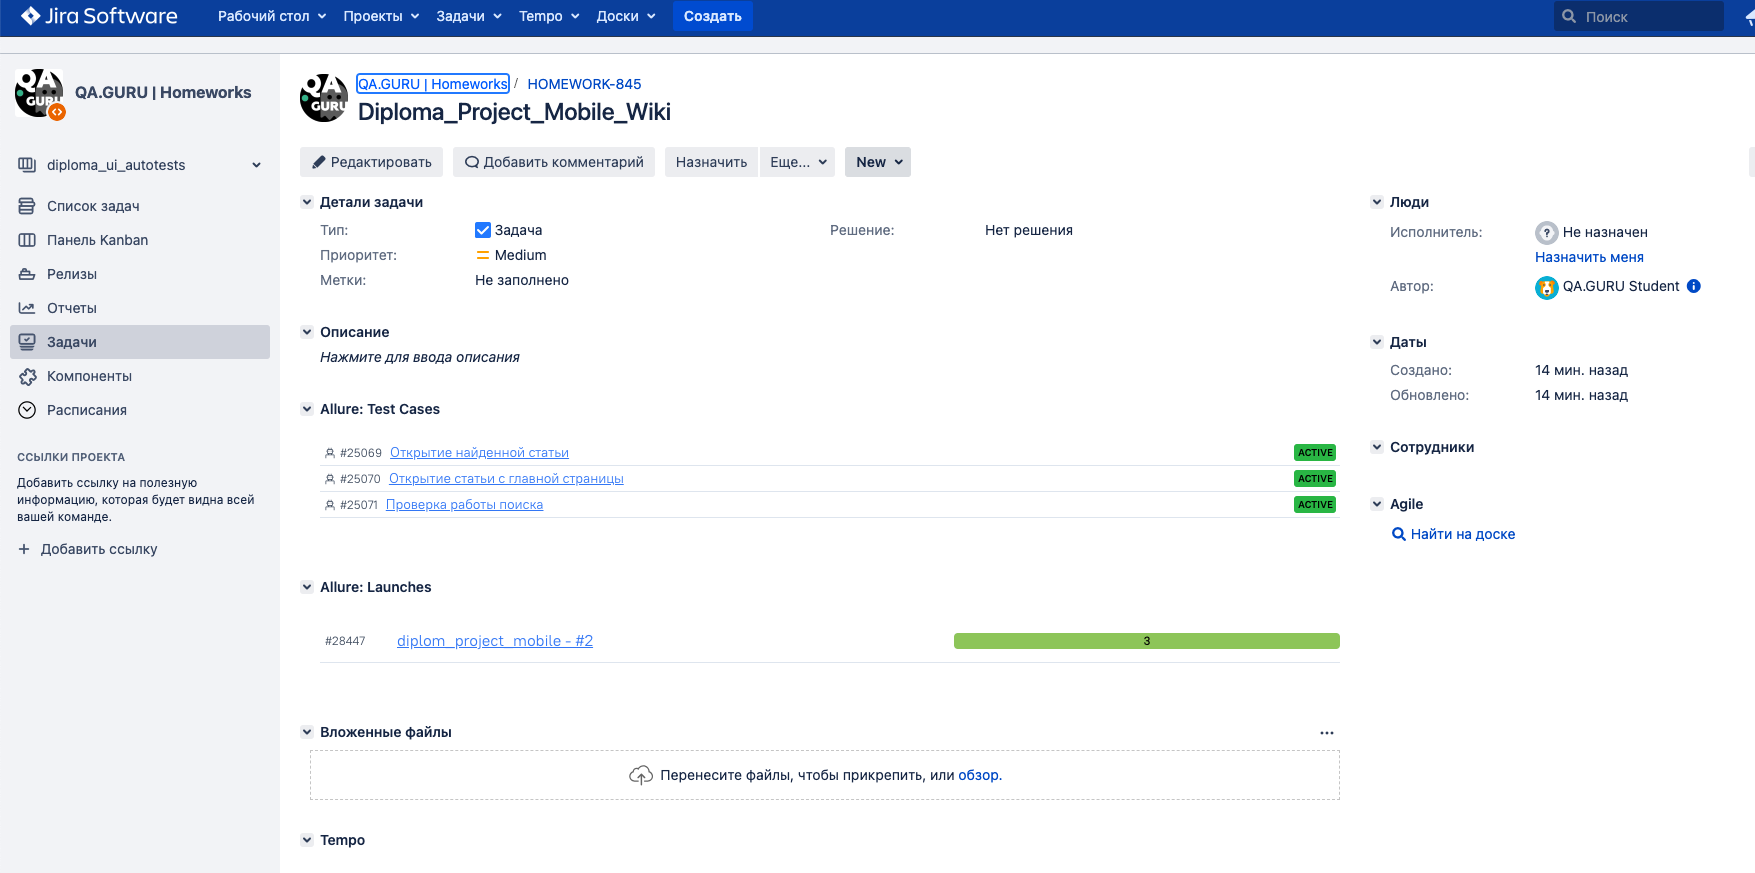 Jira Software
Рабочий стол
Проекты
Задачи
Tempo
Доски
Создать
Поиск
QA
GURU
QA.GURU | Homeworks
diploma_ui_autotests
Список задач
Панель Kanban
Релизы
Отчеты
Задачи
Компоненты
Расписания
ССЫЛКИ ПРОЕКТА
Добавить ссылку на полезную
информацию, которая будет видна всей
вашей команде.
Добавить ссылку
QA
GURU
QA.GURU | Homeworks / HOMEWORK-845
Diploma_Project_Mobile_Wiki
Редактировать
Добавить комментарий
Назначить
Еще...
New
Детали задачи
Тип: Задача
Решение: Нет решения
Приоритет: Medium
Метки: Не заполнено
Описание
Нажмите для ввода описания
Allure: Test Cases
#25069 Открытие найденной статьи ACTIVE
#25070 Открытие статьи с главной страницы ACTIVE
#25071 Проверка работы поиска ACTIVE
Allure: Launches
#28447 diplom_project_mobile - #2 3
Вложенные файлы
Перенесите файлы, чтобы прикрепить, или обзор.
Tempo
Люди
Исполнитель: Не назначен
Назначить меня
Автор: QA.GURU Student
Даты
Создано: 14 мин. назад
Обновлено: 14 мин. назад
Сотрудники
Agile
Найти на доске